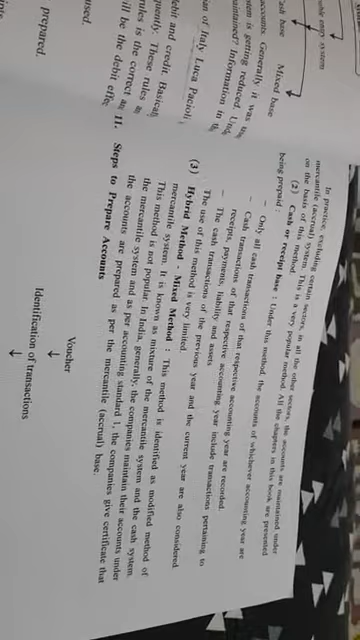 uble entry system
Cash base Mixed base
accounts. Generally it was
stem is getting reduced.
aintained? Information in
an of Italy Luca Pacioli
debit and credit.
quently. These rules
rules is the correct
ill be the debit
used.
prepared.
In practice, excluding certain sectors, in all the other sectors, the accounts are maintained under
mercantile (accrual) system. This is a very popular method. All the chapters in this book are presented
on the basis of this method.
(2) Cash or receipt base : Under this method, the accounts of whichever accounting year are
being prepaid :
– Only all cash transactions of that respective accounting year are recorded.
– Cash transactions of that respective accounting year include transactions pertaining to
receipts, payments, liability and assets
– The cash transactions of the previous year and the current year are also considered
The use of this method is very limited.
(3) Hybrid Method - Mixed Method : This method is identified as modified method of
mercantile system. It is known as mixture of the mercantile system and the cash system.
This method is not popular. In India, generally, the companies maintain their accounts under
the mercantile system and as per accounting standard 1, the companies give certificate that
the accounts are prepared as per the mercantile (accrual) base.
11. Steps to Prepare Accounts
Identification of transactions
Voucher